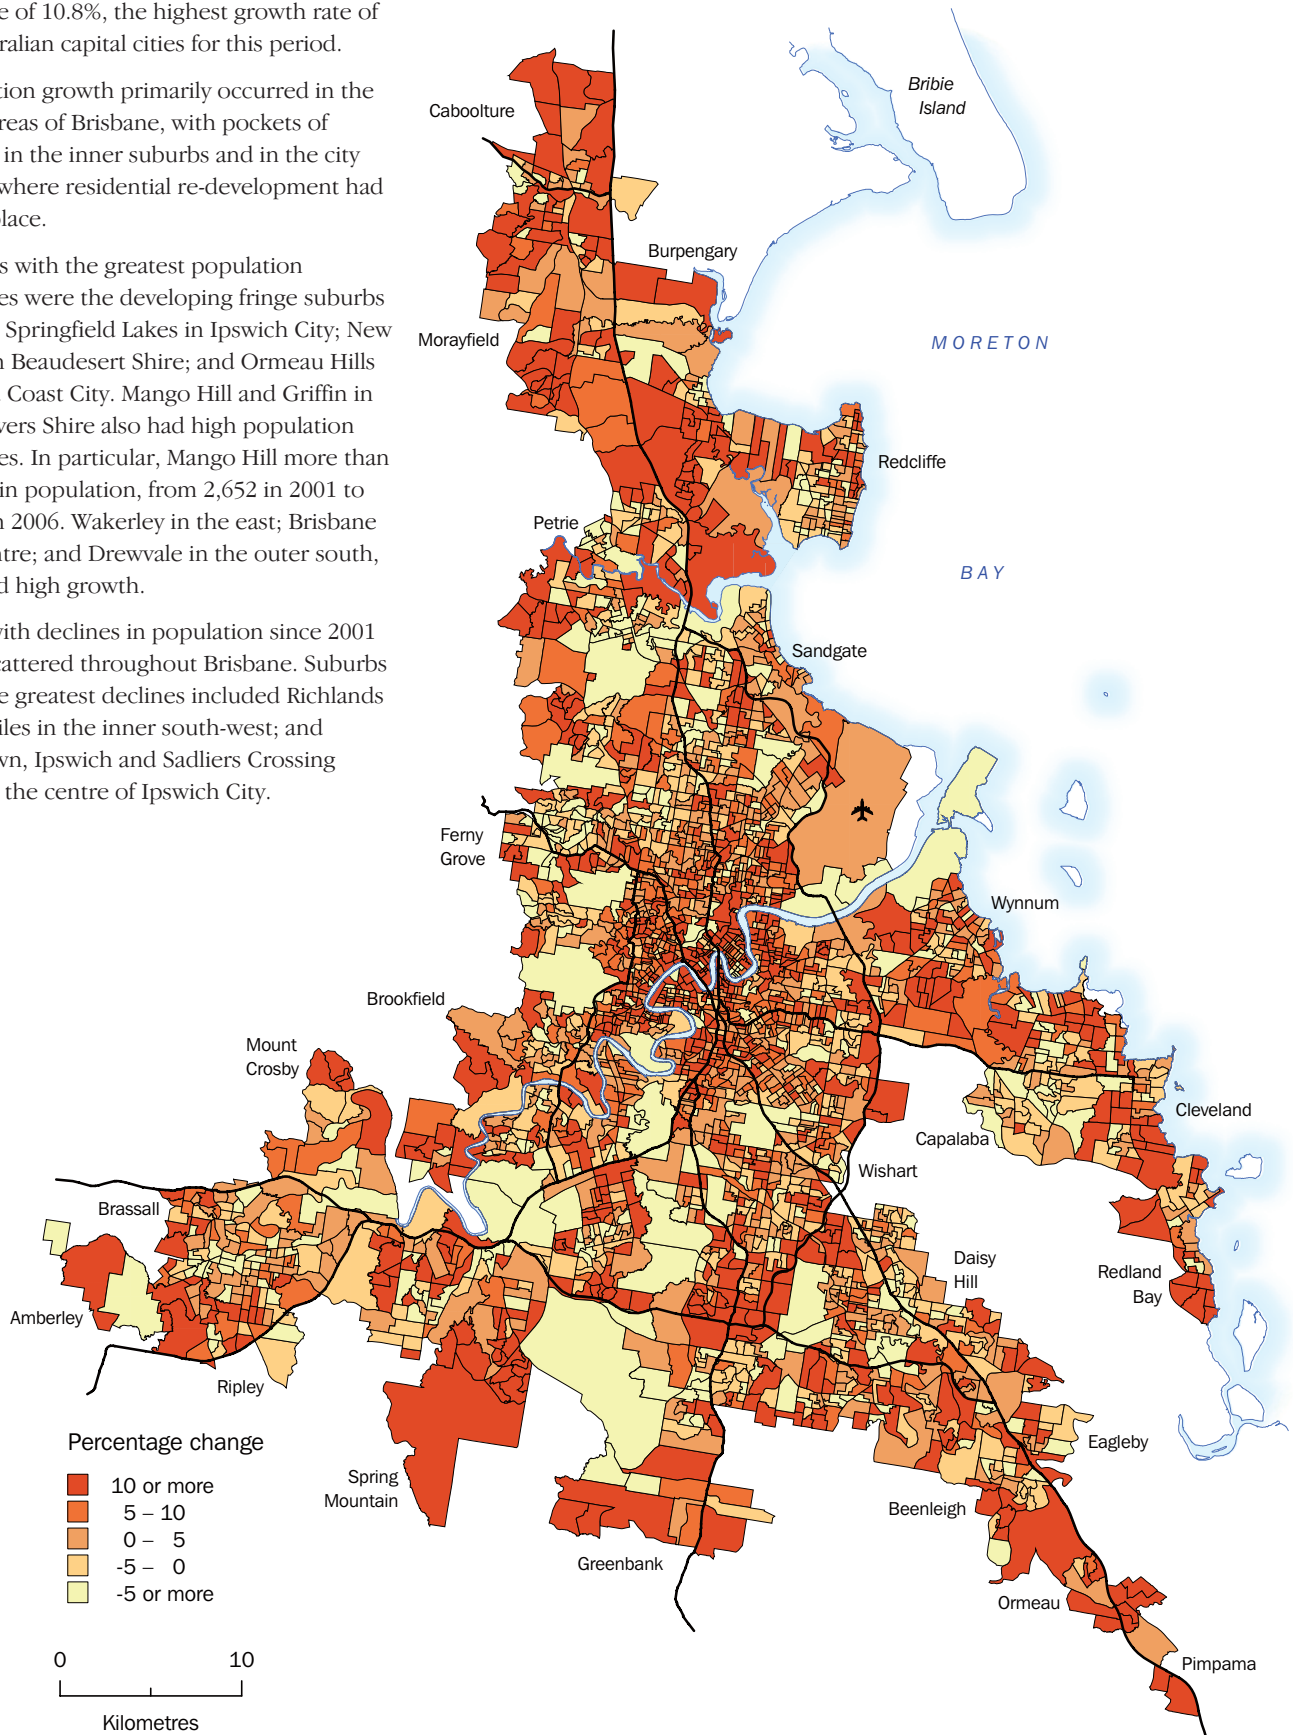 e of 10.8%, the highest growth rate of
ralian capital cities for this period.
tion growth primarily occurred in the
reas of Brisbane, with pockets of
in the inner suburbs and in the city
where residential re-development had
place.
s with the greatest population
es were the developing fringe suburbs
Springfield Lakes in Ipswich City; New
n Beaudesert Shire; and Ormeau Hills
Coast City. Mango Hill and Griffin in
vers Shire also had high population
es. In particular, Mango Hill more than
in population, from 2,652 in 2001 to
n 2006. Wakerley in the east; Brisbane
ntre; and Drewvale in the outer south,
d high growth.
with declines in population since 2001
cattered throughout Brisbane. Suburbs
e greatest declines included Richlands
iles in the inner south-west; and
wn, Ipswich and Sadliers Crossing
the centre of Ipswich City.
Bribie
Island
Caboolture
Burpengary
Morayfield
MORETON
Redcliffe
Petrie
BAY
Sandgate
Ferny
Grove
Wynnum
Brookfield
Mount
Crosby
Cleveland
Capalaba
Wishart
Brassall
Daisy
Hill
Redland
Bay
Amberley
Ripley
Eagleby
Spring
Mountain
Beenleigh
Greenbank
Ormeau
Pimpama
Percentage change
10 or more
5 – 10
0 – 5
-5 – 0
-5 or more
0 10
Kilometres